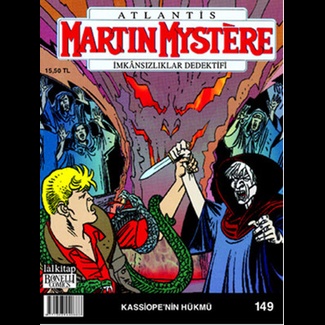 ATLANTİS
MARTIN MYSTÈRE
15,50 TL
İMKÂNSIZLIKLAR DEDEKTİFİ
lalkitap
BONELLI
COMICS
KASSİOPE'NİN HÜKMÜ
149